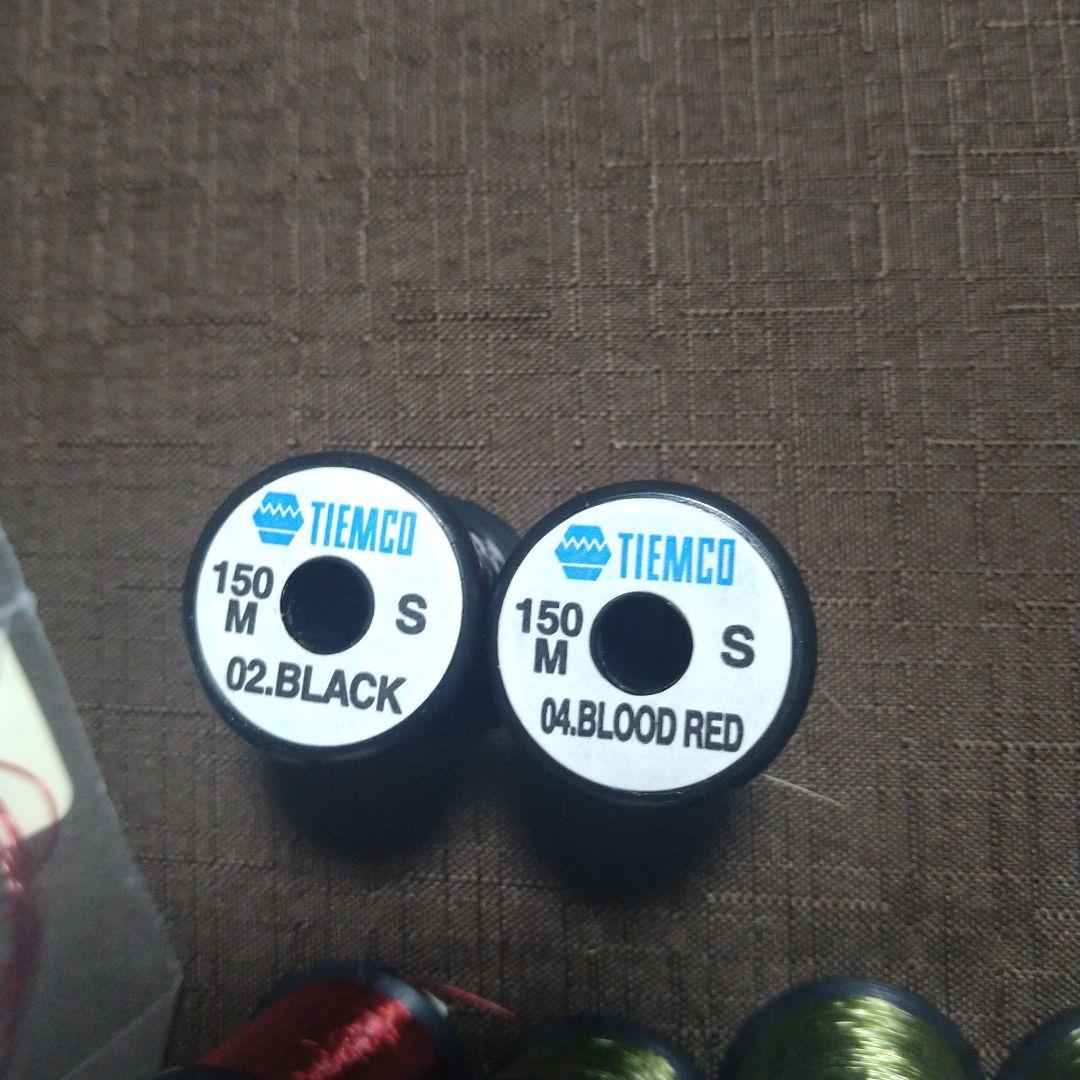 TIEMCO
150
M
S
02.BLACK
TIEMCO
150
M
S
04.BLOOD RED